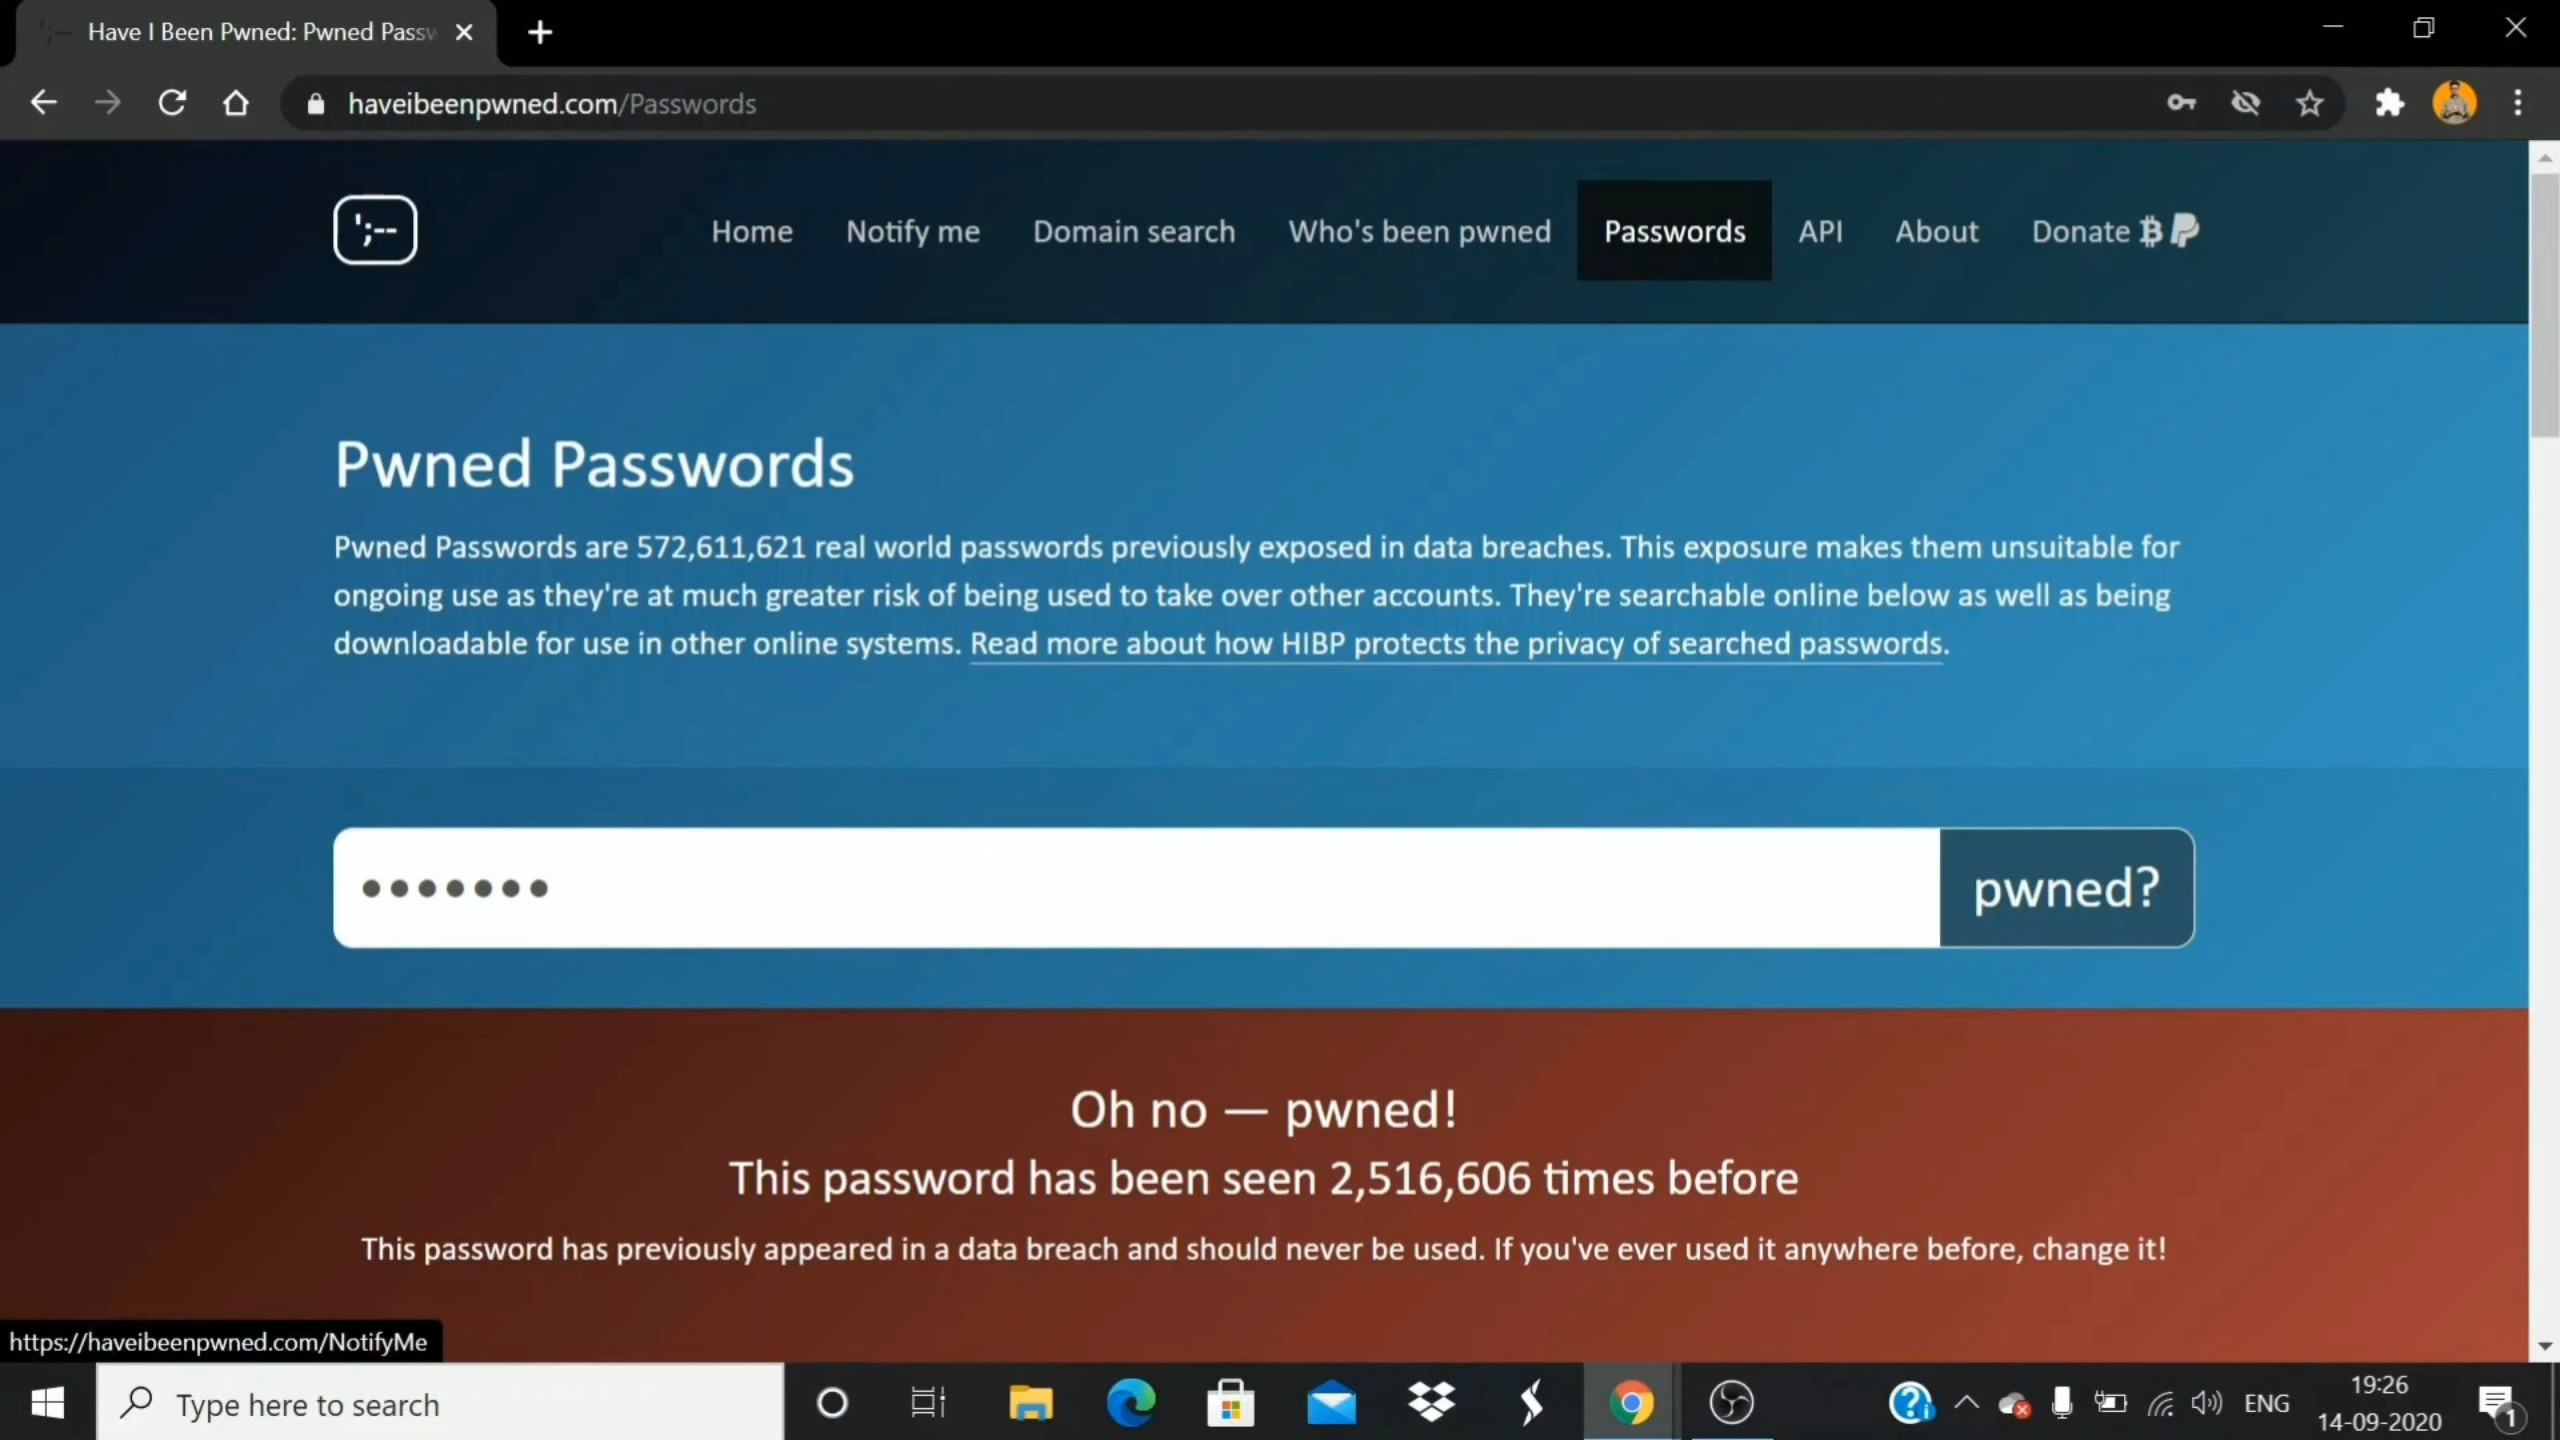 Have I Been Pwned: Pwned Passw
haveibeenpwned.com/Passwords
';--
Home Notify me Domain search Who's been pwned Passwords API About Donate
Pwned Passwords
Pwned Passwords are 572,611,621 real world passwords previously exposed in data breaches. This exposure makes them unsuitable for
ongoing use as they're at much greater risk of being used to take over other accounts. They're searchable online below as well as being
downloadable for use in other online systems. Read more about how HIBP protects the privacy of searched passwords.
•••••••
pwned?
Oh no — pwned!
This password has been seen 2,516,606 times before
This password has previously appeared in a data breach and should never be used. If you've ever used it anywhere before, change it!
https://haveibeenpwned.com/NotifyMe
Type here to search
ENG
19:26
14-09-2020
1